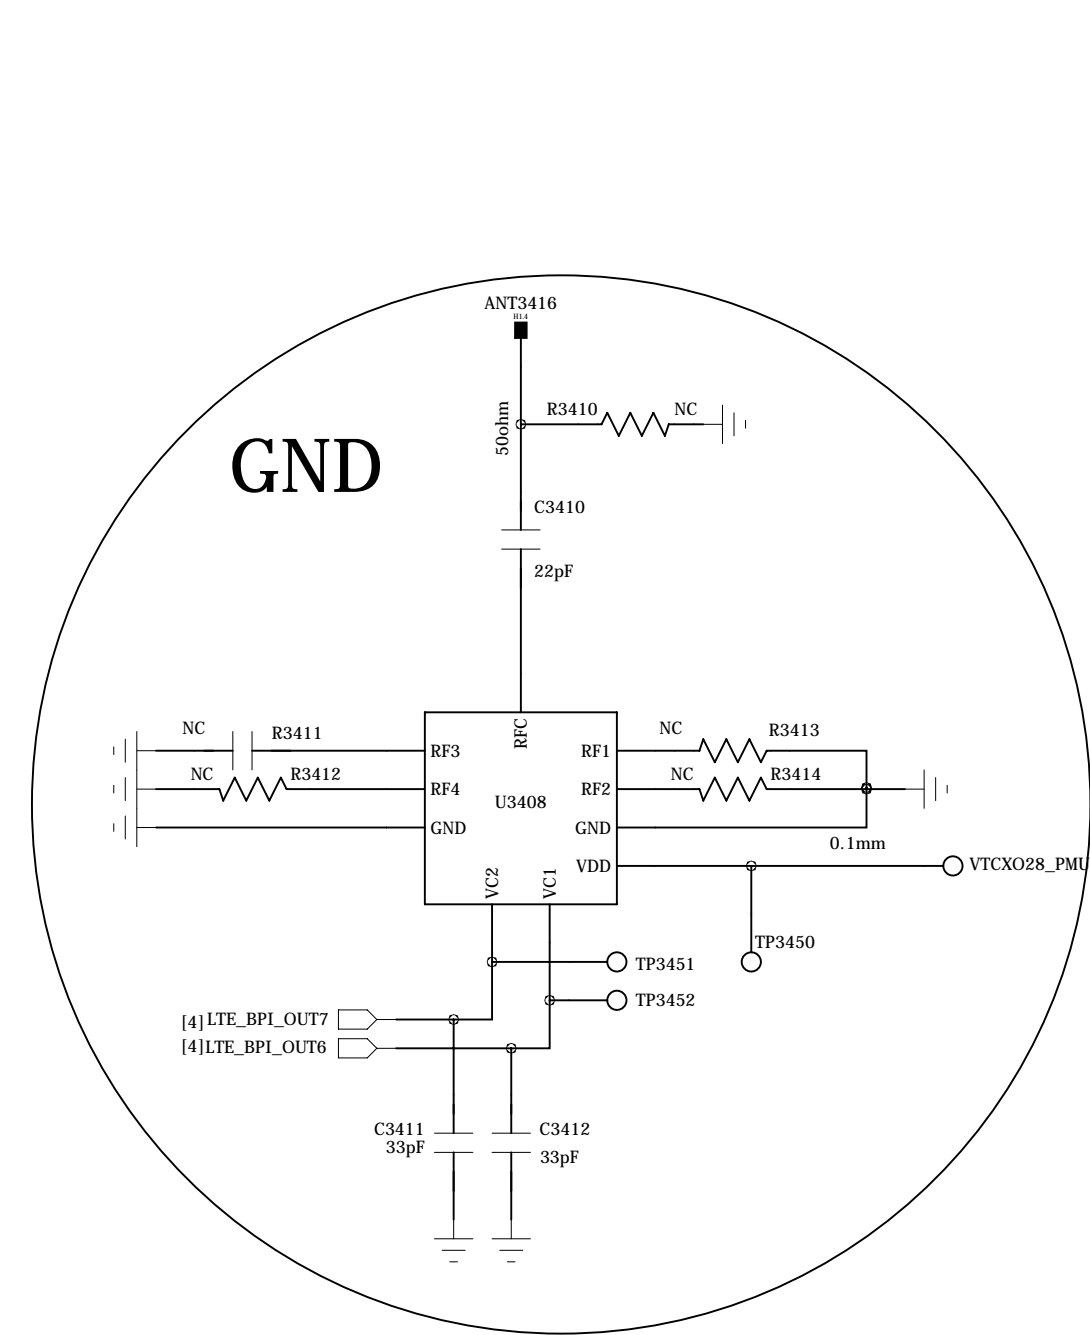 ANT3416
H1.4
50ohm
R3410 NC
GND
C3410
22pF
NC R3411
RFC
NC R3413
RF3 RF1
NC R3412
NC R3414
RF4 RF2
U3408
GND GND
0.1mm
VDD
VTCXO28_PMU
VC2 VC1
TP3450
TP3451
TP3452
[4] LTE_BPI_OUT7
[4] LTE_BPI_OUT6
C3411 C3412
33pF 33pF